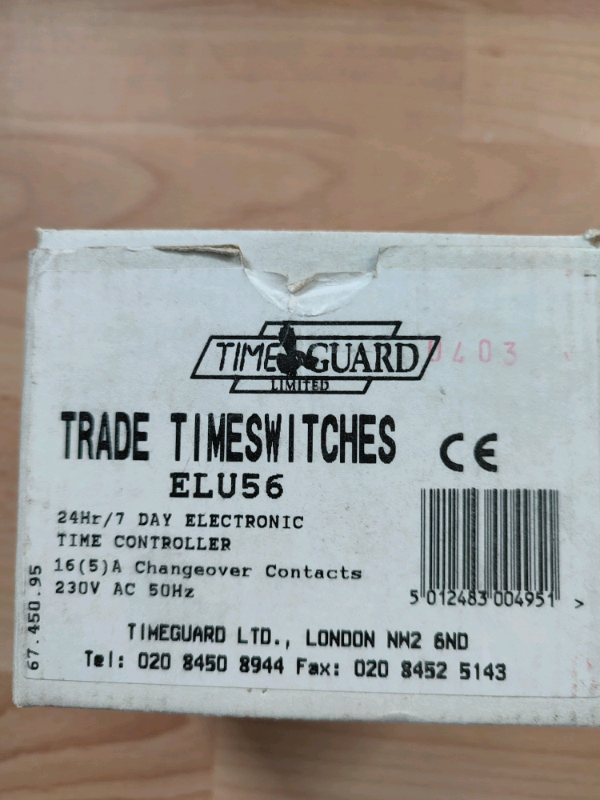 TIME GUARD
LIMITED
0403
TRADE TIMESWITCHES
ELU56
24Hr/7 DAY ELECTRONIC
TIME CONTROLLER
16(5)A Changeover Contacts
230V AC 50Hz
CE
5 012483 004951 >
67.450.95
TIMEGUARD LTD., LONDON NW2 6ND
Tel: 020 8450 8944 Fax: 020 8452 5143